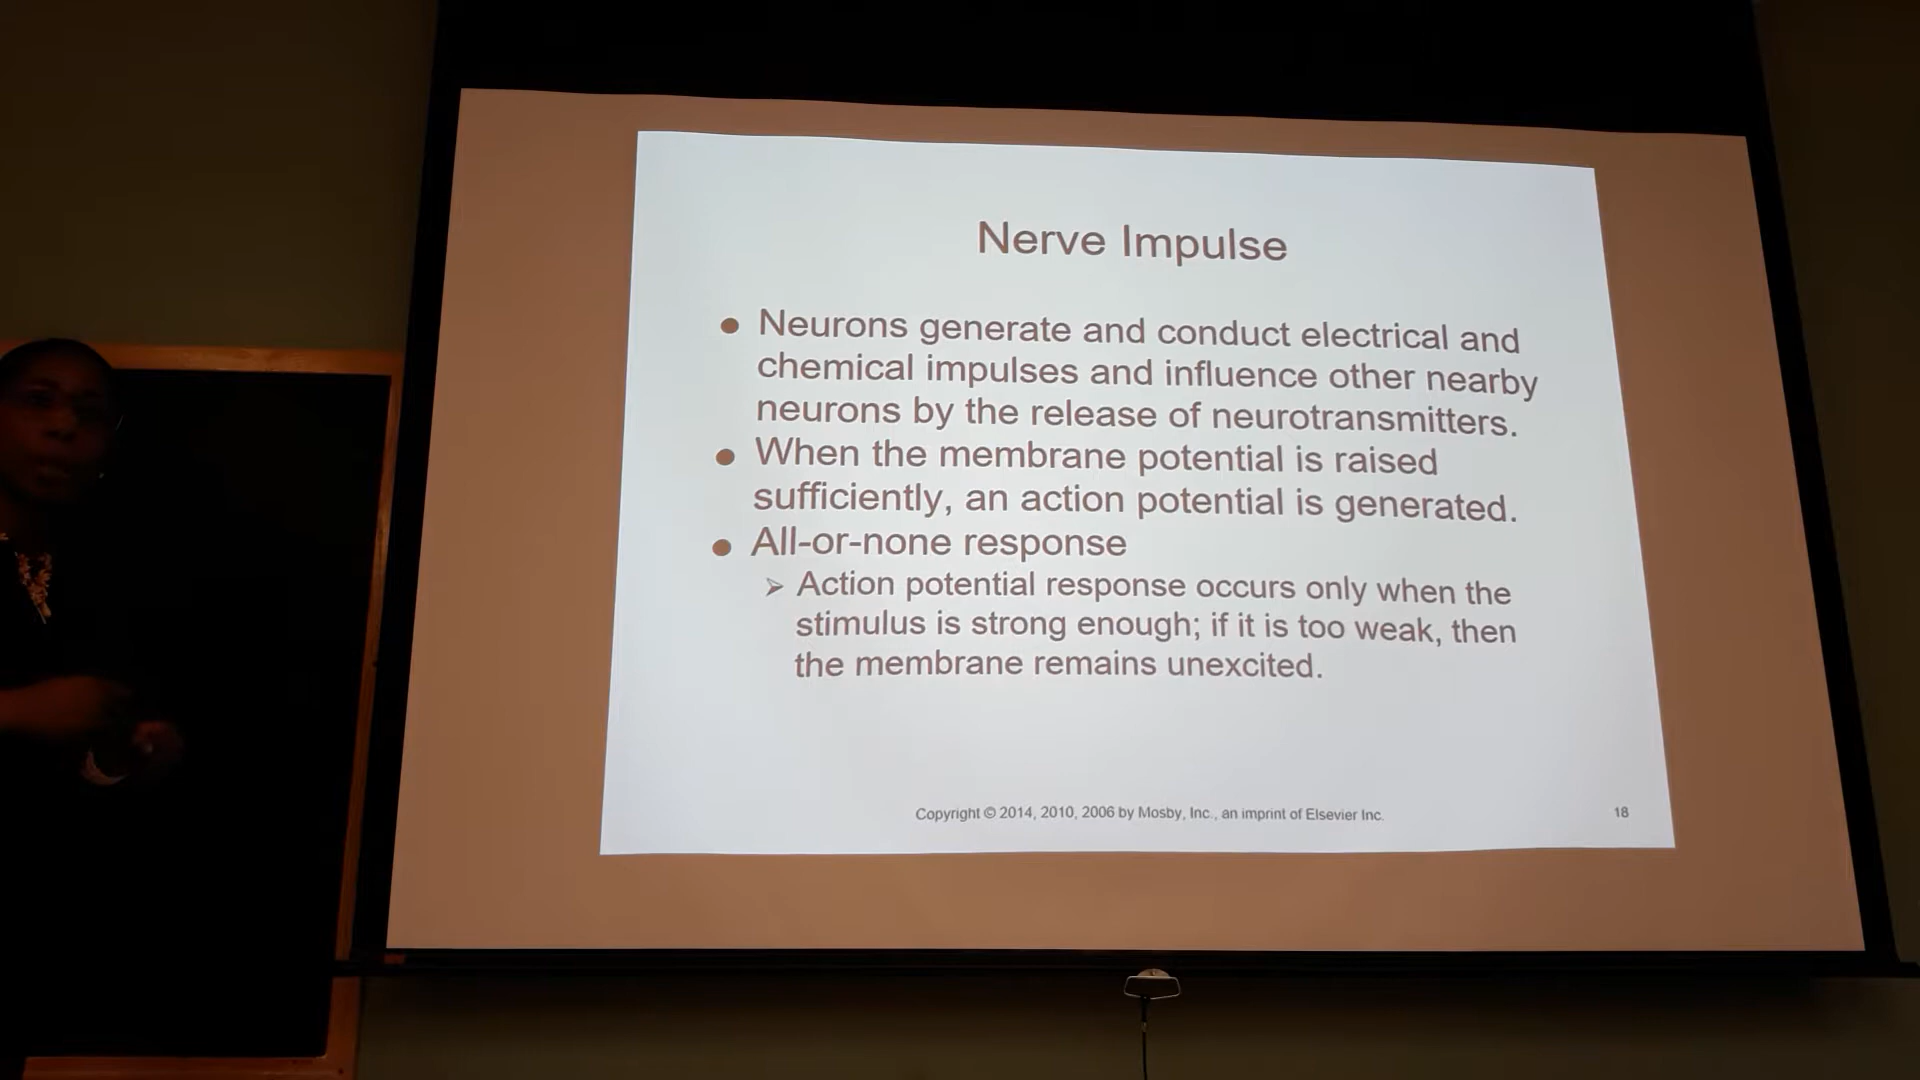 Nerve Impulse
● Neurons generate and conduct electrical and
chemical impulses and influence other nearby
neurons by the release of neurotransmitters.
● When the membrane potential is raised
sufficiently, an action potential is generated.
● All-or-none response
➢ Action potential response occurs only when the
stimulus is strong enough; if it is too weak, then
the membrane remains unexcited.
Copyright © 2014, 2010, 2006 by Mosby, Inc., an imprint of Elsevier Inc.
18